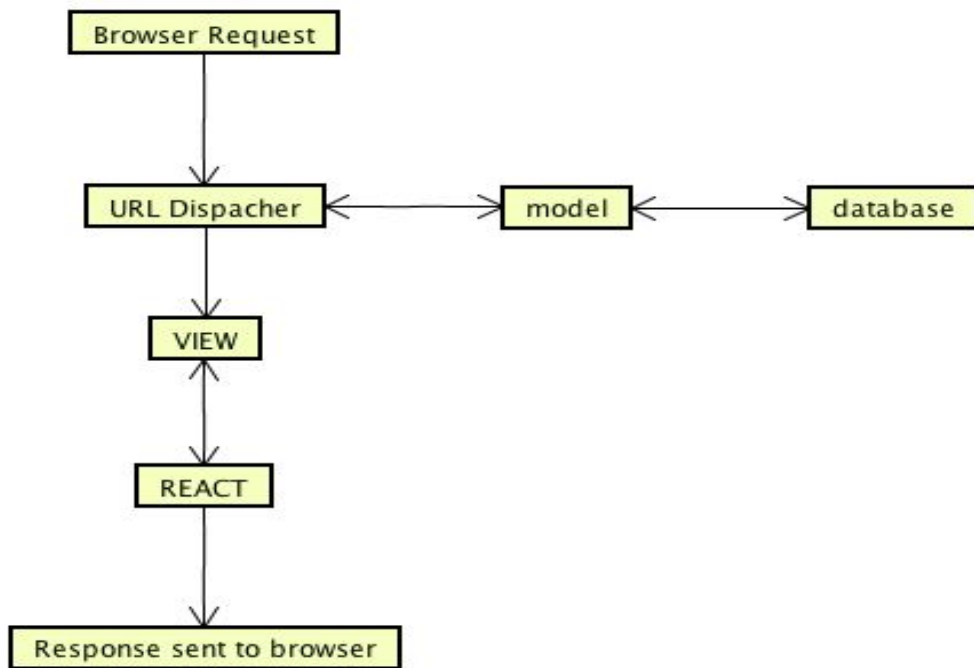 Browser Request
URL Dispacher
model
database
VIEW
REACT
Response sent to browser